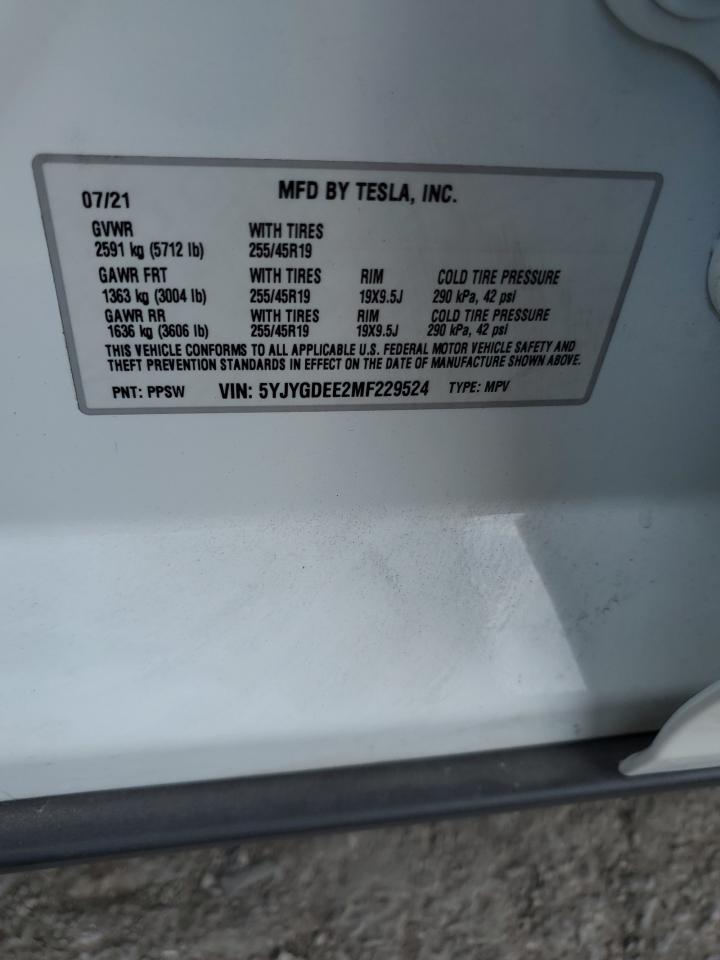 07/21 MFD BY TESLA, INC.
GVWR WITH TIRES
2591 kg (5712 lb) 255/45R19
GAWR FRT WITH TIRES RIM COLD TIRE PRESSURE
1363 kg (3004 lb) 255/45R19 19X9.5J 290 kPa, 42 psi
GAWR RR WITH TIRES RIM COLD TIRE PRESSURE
1636 kg (3606 lb) 255/45R19 19X9.5J 290 kPa, 42 psi
THIS VEHICLE CONFORMS TO ALL APPLICABLE U.S. FEDERAL MOTOR VEHICLE SAFETY AND
THEFT PREVENTION STANDARDS IN EFFECT ON THE DATE OF MANUFACTURE SHOWN ABOVE.
PNT: PPSW VIN: 5YJYGDEE2MF229524 TYPE: MPV